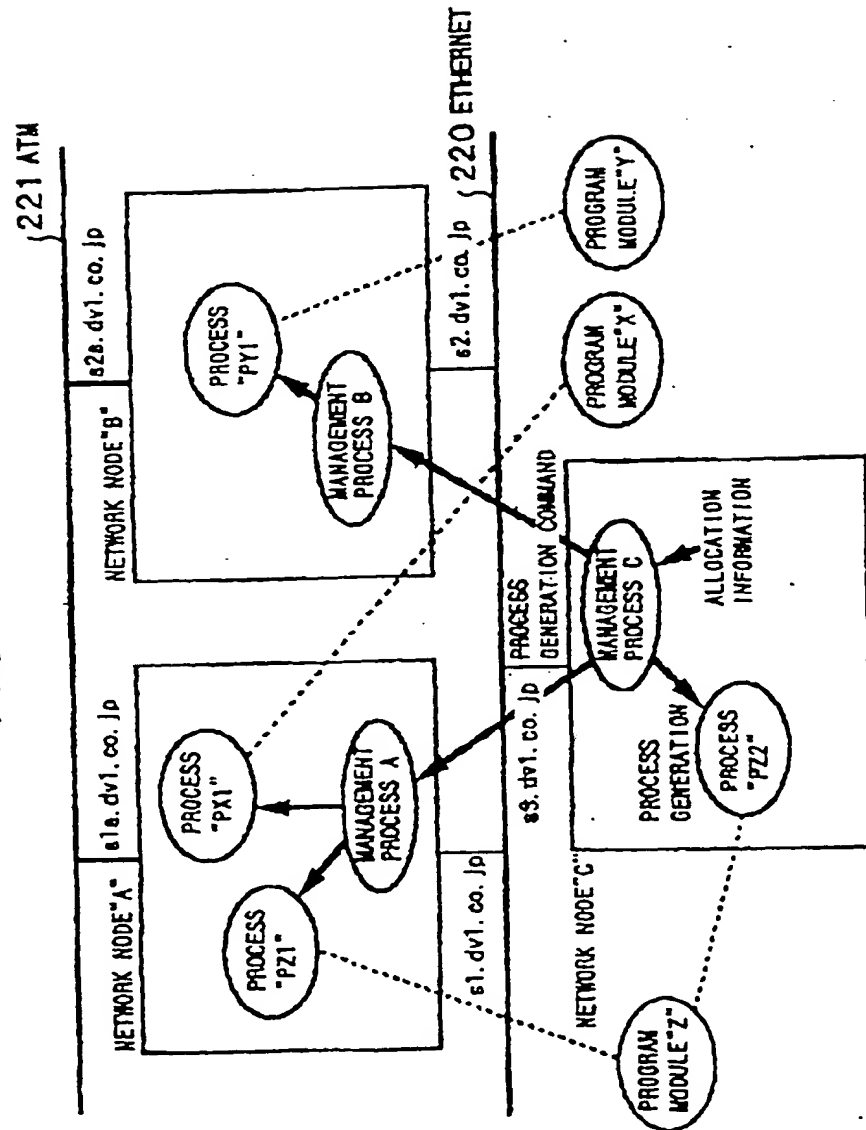 221 ATM
NETWORK NODE"A"
s1a.dv1.co.jp
NETWORK NODE"B"
s2a.dv1.co.jp
PROCESS
"PZ1"
PROCESS
"PX1"
MANAGEMENT
PROCESS A
PROCESS
"PY1"
MANAGEMENT
PROCESS B
s1.dv1.co.jp
s2.dv1.co.jp
220 ETHERNET
s3.dv1.co.jp
PROCESS
GENERATION COMMAND
NETWORK NODE"C"
MANAGEMENT
PROCESS C
PROCESS
GENERATION
PROCESS
"PZ2"
ALLOCATION
INFORMATION
PROGRAM
MODULE"Z"
PROGRAM
MODULE"X"
PROGRAM
MODULE"Y"